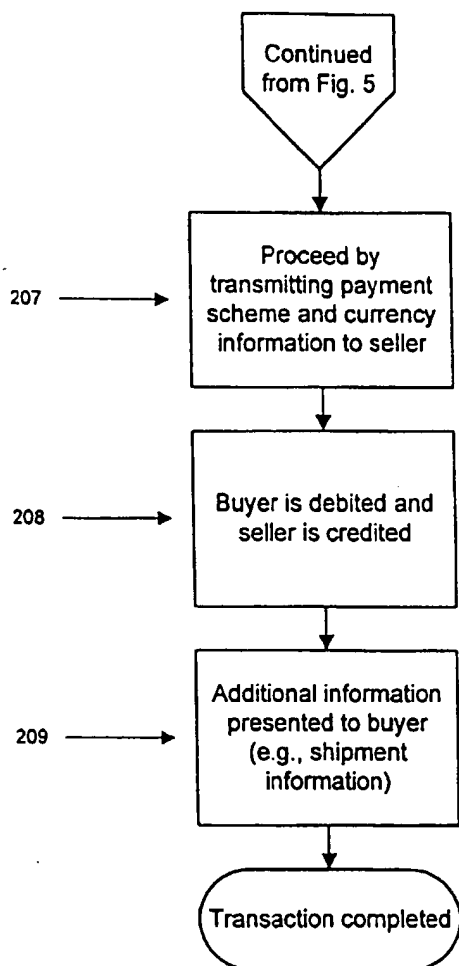 Continued
from Fig. 5
207
Proceed by
transmitting payment
scheme and currency
information to seller
208
Buyer is debited and
seller is credited
209
Additional information
presented to buyer
(e.g., shipment
information)
Transaction completed